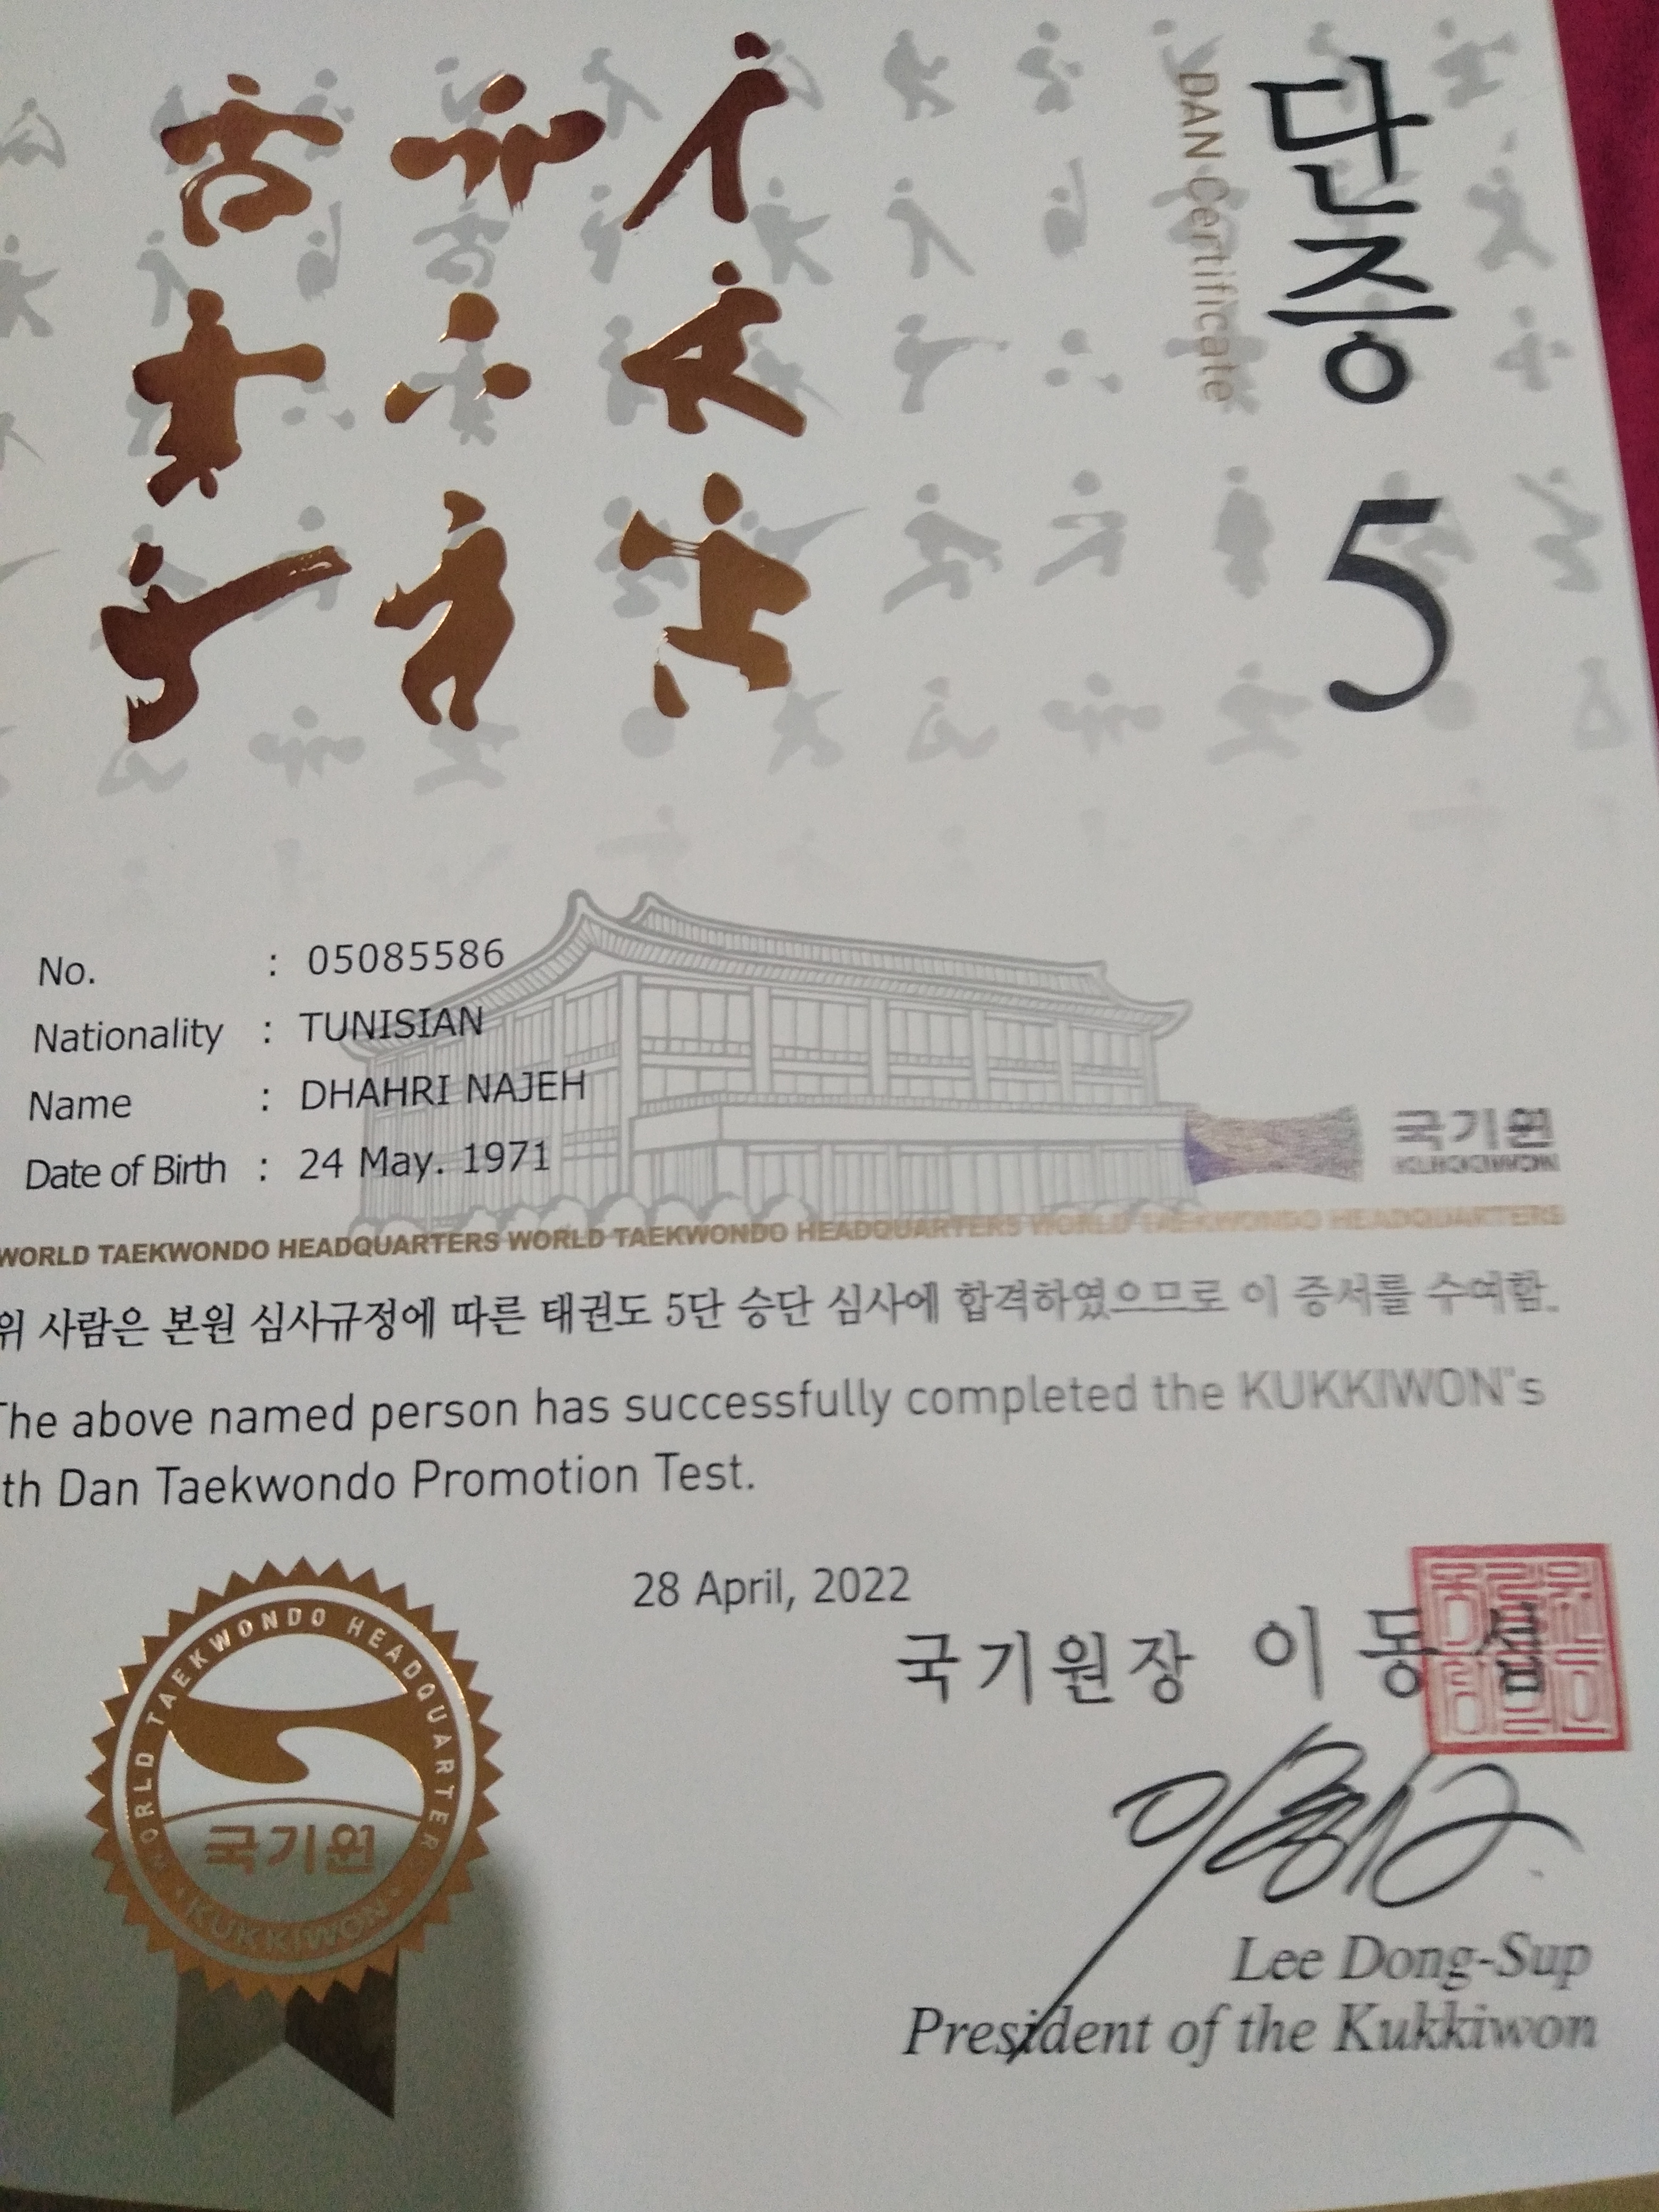 단증 5
DAN Certificate
No. : 05085586
Nationality : TUNISIAN
Name : DHAHRI NAJEH
Date of Birth : 24 May. 1971
국기원
KUKKIWON
WORLD TAEKWONDO HEADQUARTERS WORLD TAEKWONDO HEADQUARTERS WORLD TAEKWONDO HEADQUARTERS
위 사람은 본원 심사규정에 따른 태권도 5단 승단 심사에 합격하였으므로 이 증서를 수여함.
The above named person has successfully completed the KUKKIWON"s
th Dan Taekwondo Promotion Test.
28 April, 2022
국기원장 이동섭
WORLD TAEKWONDO HEADQUARTERS
국기원
KUKKIWON
Lee Dong-Sup
President of the Kukkiwon